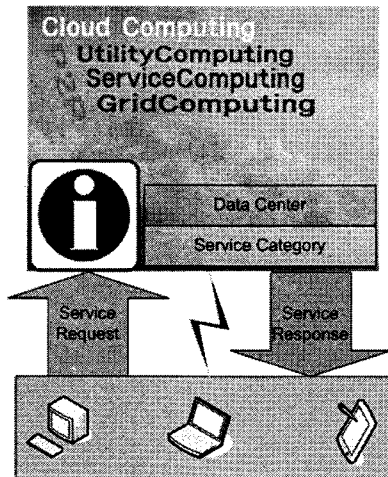 Cloud Computing
UtilityComputing
ServiceComputing
GridComputing
i
Data Center
Service Category
Service
Request
Service
Response